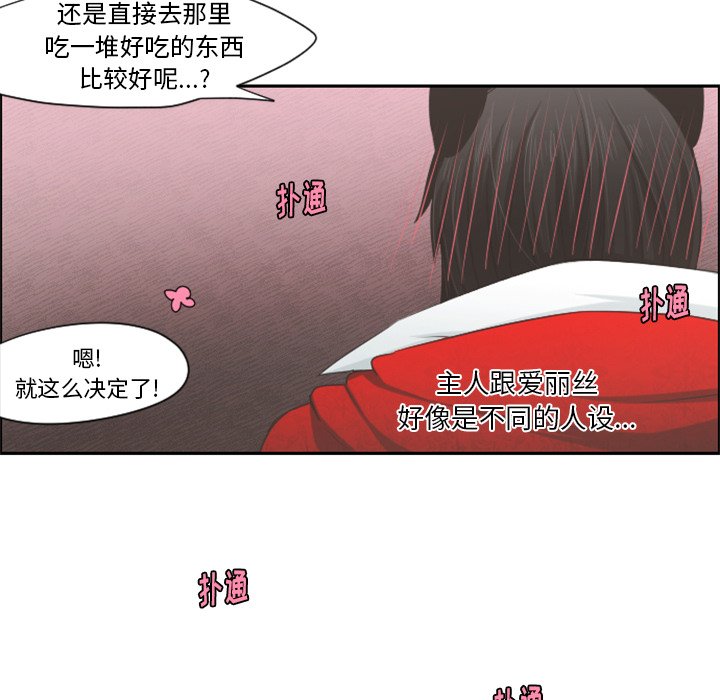 还是直接去那里
吃一堆好吃的东西
比较好呢...?
扑通
扑通
嗯!
就这么决定了!
主人跟爱丽丝
好像是不同的人设...
扑通
扑通